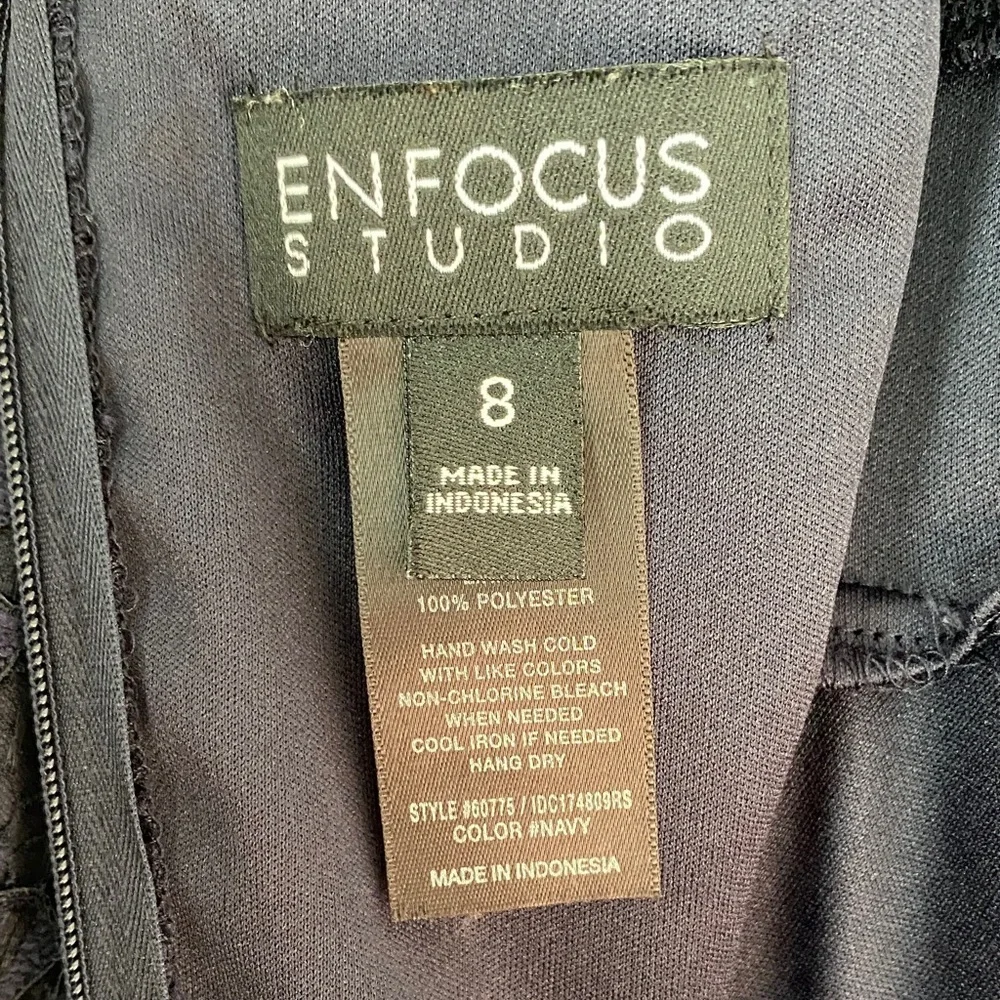 ENFOCUS
STUDIO
8
MADE IN
INDONESIA
100% POLYESTER
HAND WASH COLD
WITH LIKE COLORS
NON-CHLORINE BLEACH
WHEN NEEDED
COOL IRON IF NEEDED
HANG DRY
STYLE #60775 / IDC174809RS
COLOR #NAVY
MADE IN INDONESIA